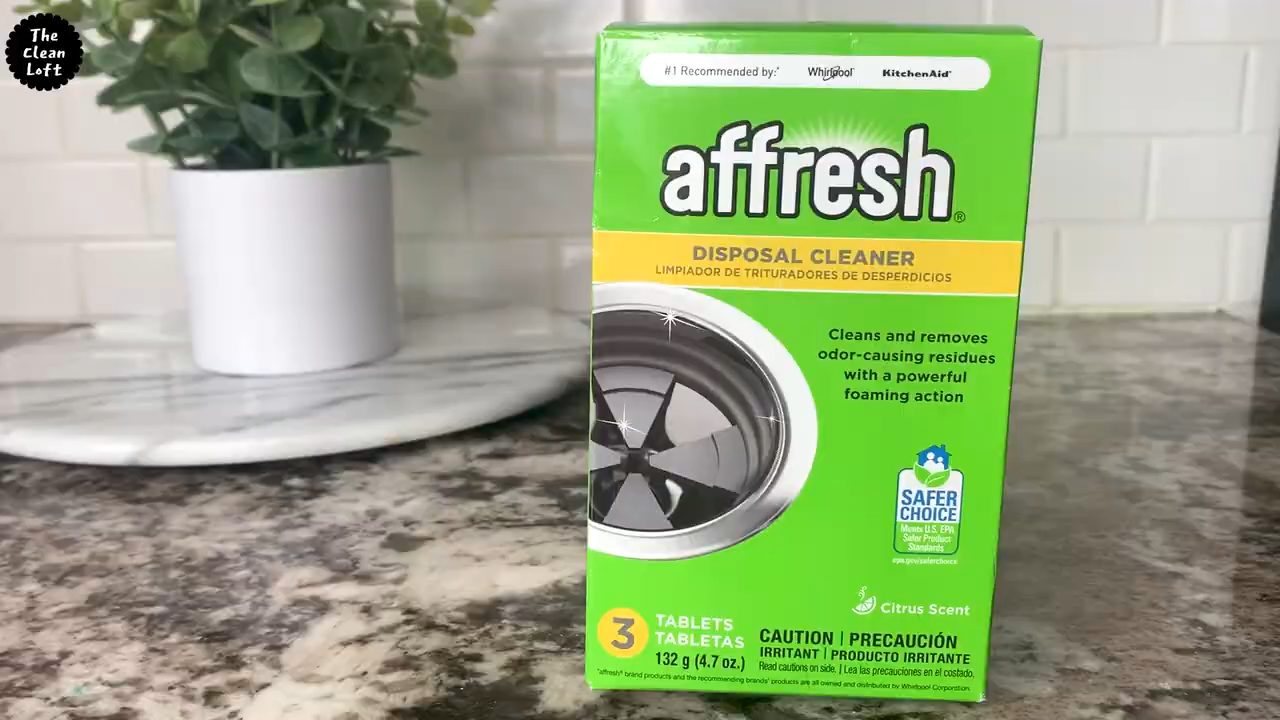 The
Clean
Loft
#1 Recommended by:* Whirlpool KitchenAid®
affresh®
DISPOSAL CLEANER
LIMPIADOR DE TRITURADORES DE DESPERDICIOS
Cleans and removes
odor-causing residues
with a powerful
foaming action
SAFER
CHOICE
Meets U.S. EPA
Safer Product
Standards
epa.gov/saferchoice
Citrus Scent
3 TABLETS
TABLETAS
132 g (4.7 oz.)
CAUTION | PRECAUCIÓN
IRRITANT | PRODUCTO IRRITANTE
Read cautions on side. | Lea las precauciones en el costado.
*affresh® brand products and the recommending brands' products are all owned and distributed by Whirlpool Corporation.